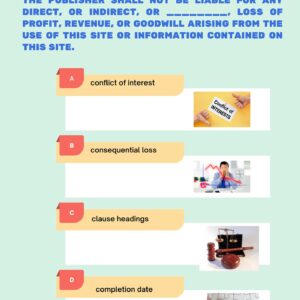 THE PUBLISHER SHALL NOT BE LIABLE FOR ANY
DIRECT, OR INDIRECT, OR ________, LOSS OF
PROFIT, REVENUE, OR GOODWILL ARISING FROM THE
USE OF THIS SITE OR INFORMATION CONTAINED ON
THIS SITE.
A
conflict of interest
Conflict of
INTERESTS
B
consequential loss
C
clause headings
D
completion date